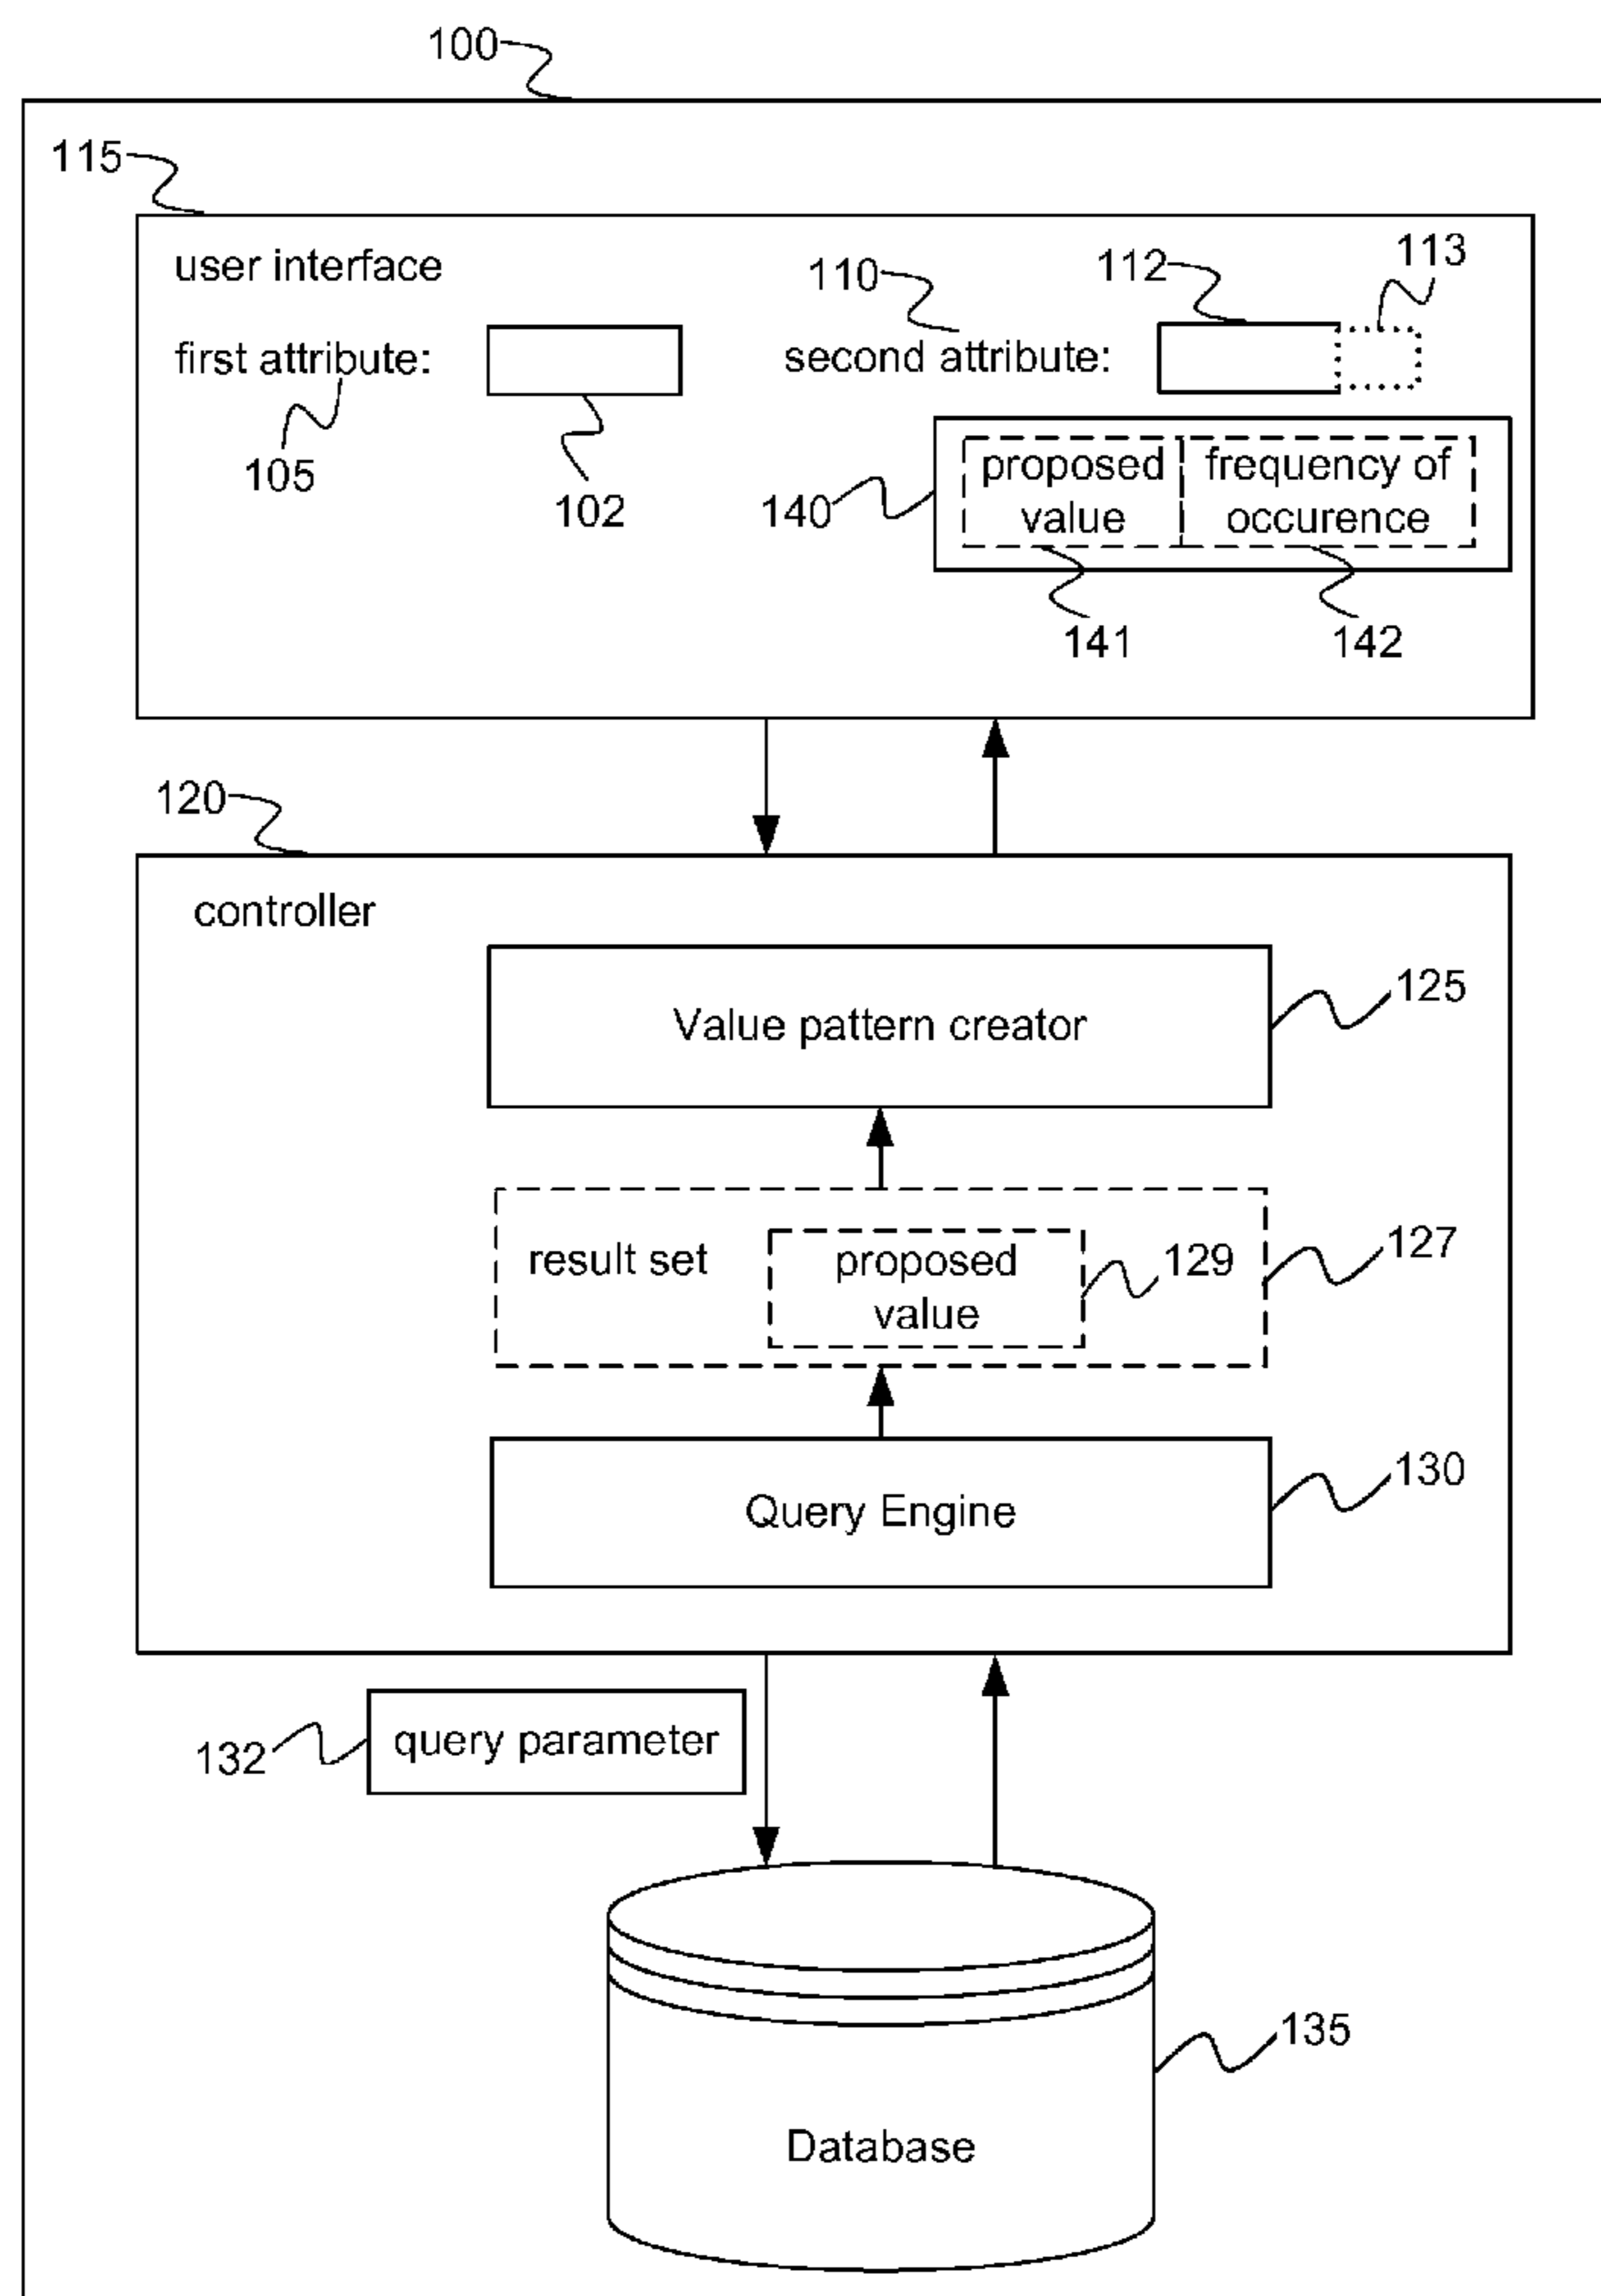 100
115
user interface
110
112
113
first attribute:
second attribute:
105
102
140
proposed
value
frequency of
occurence
141
142
120
controller
Value pattern creator
125
result set
proposed
value
129
127
Query Engine
130
132
query parameter
135
Database